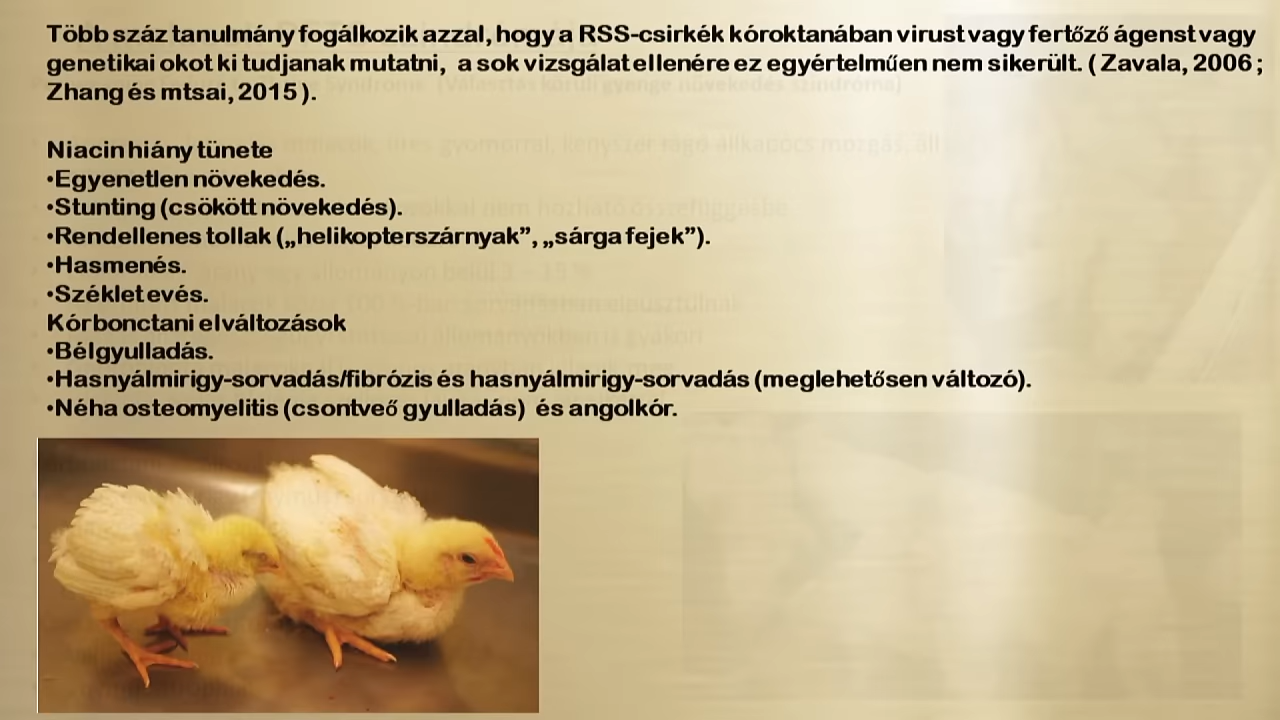 Több száz tanulmány fogálkozik azzal, hogy a RSS-csirkék kóroktanában virust vagy fertőző ágenst vagy
genetikai okot ki tudjanak mutatni, a sok vizsgálat ellenére ez egyértelműen nem sikerült. ( Zavala, 2006 ;
Zhang és mtsai, 2015 ).
Niacin hiány tünete
•Egyenetlen növekedés.
•Stunting (csökött növekedés).
•Rendellenes tollak („helikopterszárnyak”, „sárga fejek”).
•Hasmenés.
•Széklet evés.
Kórbonctani elváltozások
•Bélgyulladás.
•Hasnyálmirigy-sorvadás/fibrózis és hasnyálmirigy-sorvadás (meglehetősen változó).
•Néha osteomyelitis (csontveő gyulladás) és angolkór.